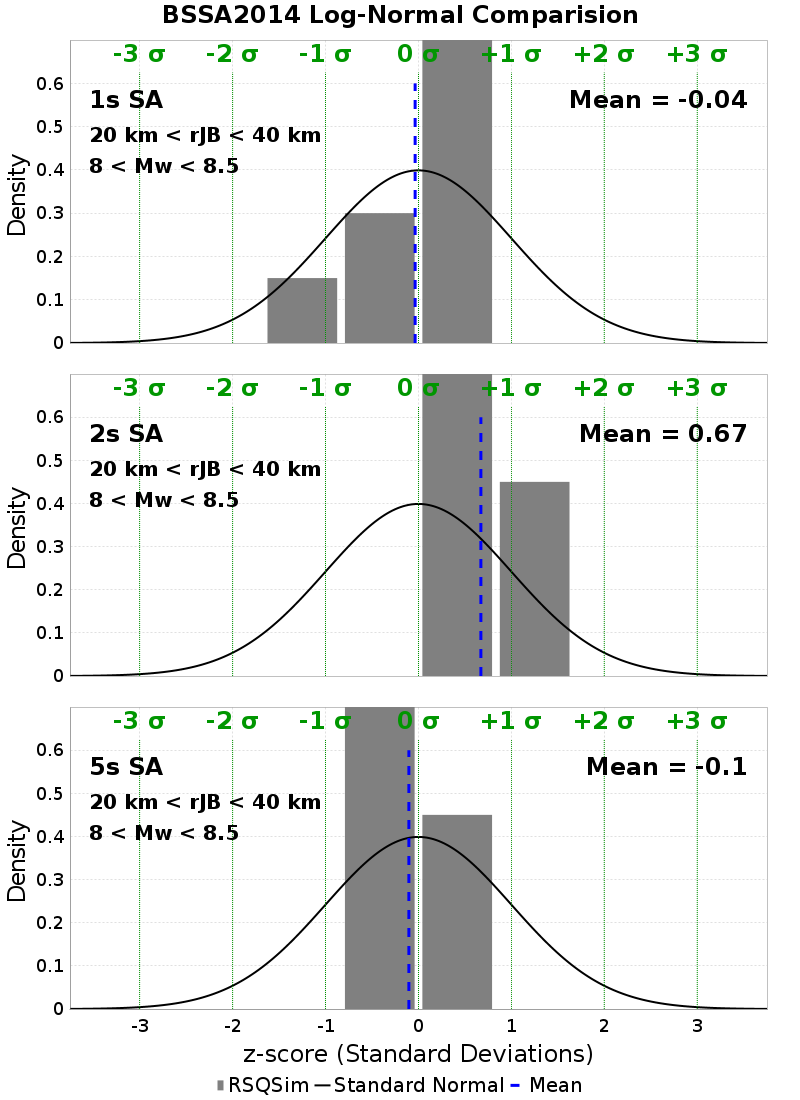 BSSA2014 Log-Normal Comparision
-3 σ -2 σ -1 σ 0 σ +1 σ +2 σ +3 σ
1s SA
Mean = -0.04
20 km < rJB < 40 km
8 < Mw < 8.5
Density
0.6
0.5
0.4
0.3
0.2
0.1
0
-3 σ -2 σ -1 σ 0 σ +1 σ +2 σ +3 σ
2s SA
Mean = 0.67
20 km < rJB < 40 km
8 < Mw < 8.5
Density
0.6
0.5
0.4
0.3
0.2
0.1
0
-3 σ -2 σ -1 σ 0 σ +1 σ +2 σ +3 σ
5s SA
Mean = -0.1
20 km < rJB < 40 km
8 < Mw < 8.5
Density
0.6
0.5
0.4
0.3
0.2
0.1
0
-3 -2 -1 0 1 2 3
z-score (Standard Deviations)
RSQSim Standard Normal Mean